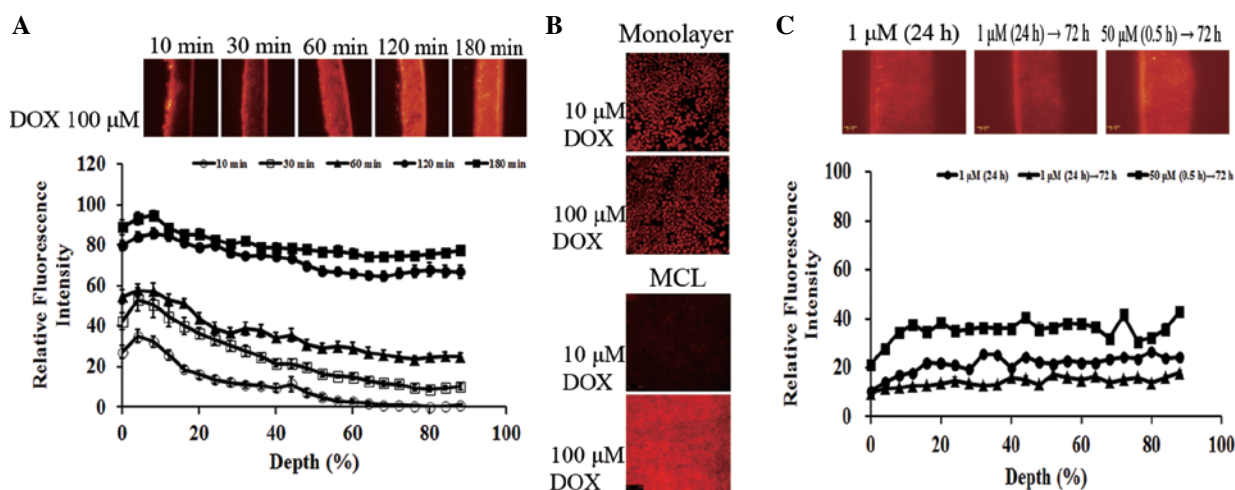 A
10 min 30 min 60 min 120 min 180 min
DOX 100 μM
10 min 30 min 60 min 120 min 180 min
120
100
80
60
40
20
0
0 20 40 60 80 100
Relative Fluorescence
Intensity
Depth (%)
B
Monolayer
10 μM
DOX
100 μM
DOX
MCL
10 μM
DOX
100 μM
DOX
C
1 μM (24 h) 1 μM (24 h)→72 h 50 μM (0.5 h)→72 h
1 μM (24 h) 1 μM (24 h)→72 h 50 μM (0.5 h)→72 h
100
80
60
40
20
0
0 20 40 60 80 100
Relative Fluorescence
Intensity
Depth (%)